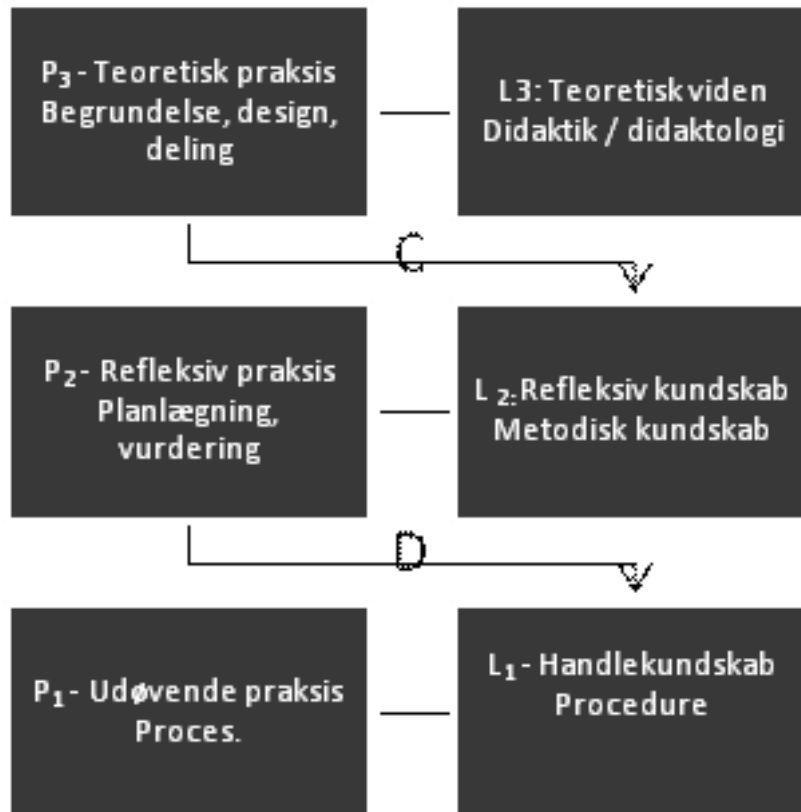 P₃- Teoretisk praksis
Begrundelse, design,
deling
L3: Teoretisk viden
Didaktik / didaktologi
C
P₂- Refleksiv praksis
Planlægning,
vurdering
L ₂:Refleksiv kundskab
Metodisk kundskab
D
P₁- Udøvende praksis
Proces.
L₁- Handlekundskab
Procedure